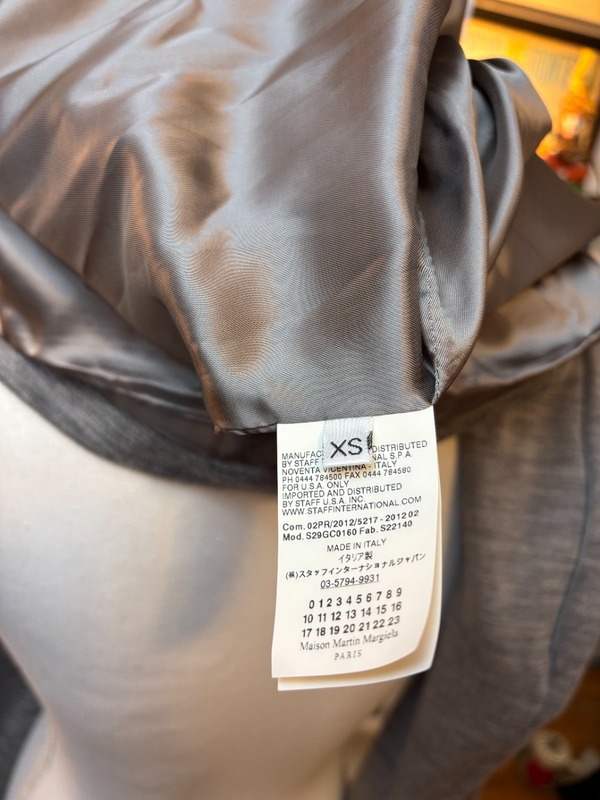 XS
MANUFAC DISTRIBUTED
BY STAFF NAL S.P.A.
NOVENTA VICENTINA - ITALY
PH 0444 784500 FAX 0444 784580
FOR U.S.A. ONLY
IMPORTED AND DISTRIBUTED
BY STAFF U.S.A. INC
WWW.STAFFINTERNATIONAL.COM
Com. 02PR/2012/5217 - 2012 02
Mod. S29GC0160 Fab. S22140
MADE IN ITALY
イタリア製
(株)スタッフインターナショナルジャパン
03-5794-9931
0 1 2 3 4 5 6 7 8 9
10 11 12 13 14 15 16
17 18 19 20 21 22 23
Maison Martin Margiela
PARIS